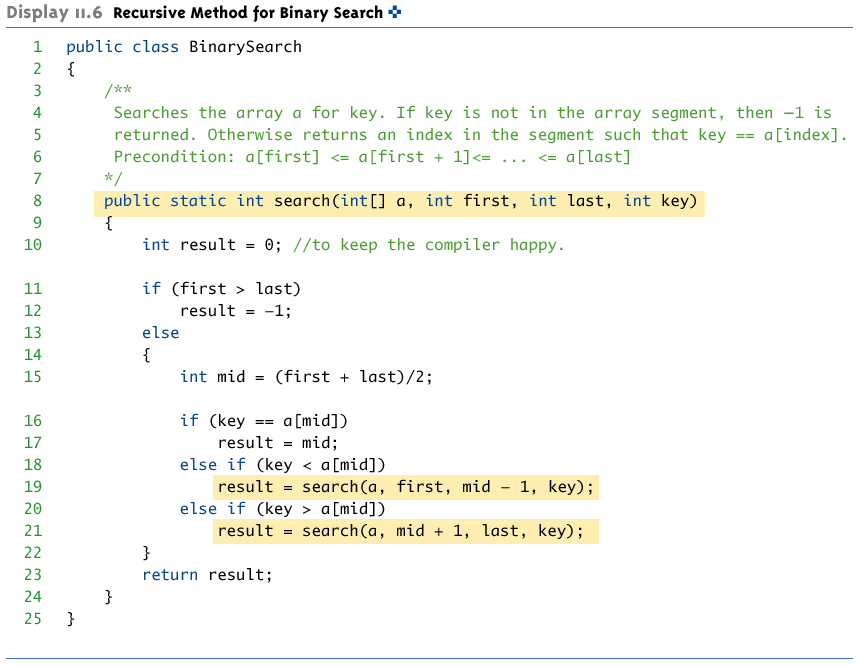 Display 11.6 Recursive Method for Binary Search
1 public class BinarySearch
2 {
3 /**
4 Searches the array a for key. If key is not in the array segment, then –1 is
5 returned. Otherwise returns an index in the segment such that key == a[index].
6 Precondition: a[first] <= a[first + 1]<= ... <= a[last]
7 */
8 public static int search(int[] a, int first, int last, int key)
9 {
10 int result = 0; //to keep the compiler happy.
11 if (first > last)
12 result = –1;
13 else
14 {
15 int mid = (first + last)/2;
16 if (key == a[mid])
17 result = mid;
18 else if (key < a[mid])
19 result = search(a, first, mid – 1, key);
20 else if (key > a[mid])
21 result = search(a, mid + 1, last, key);
22 }
23 return result;
24 }
25 }